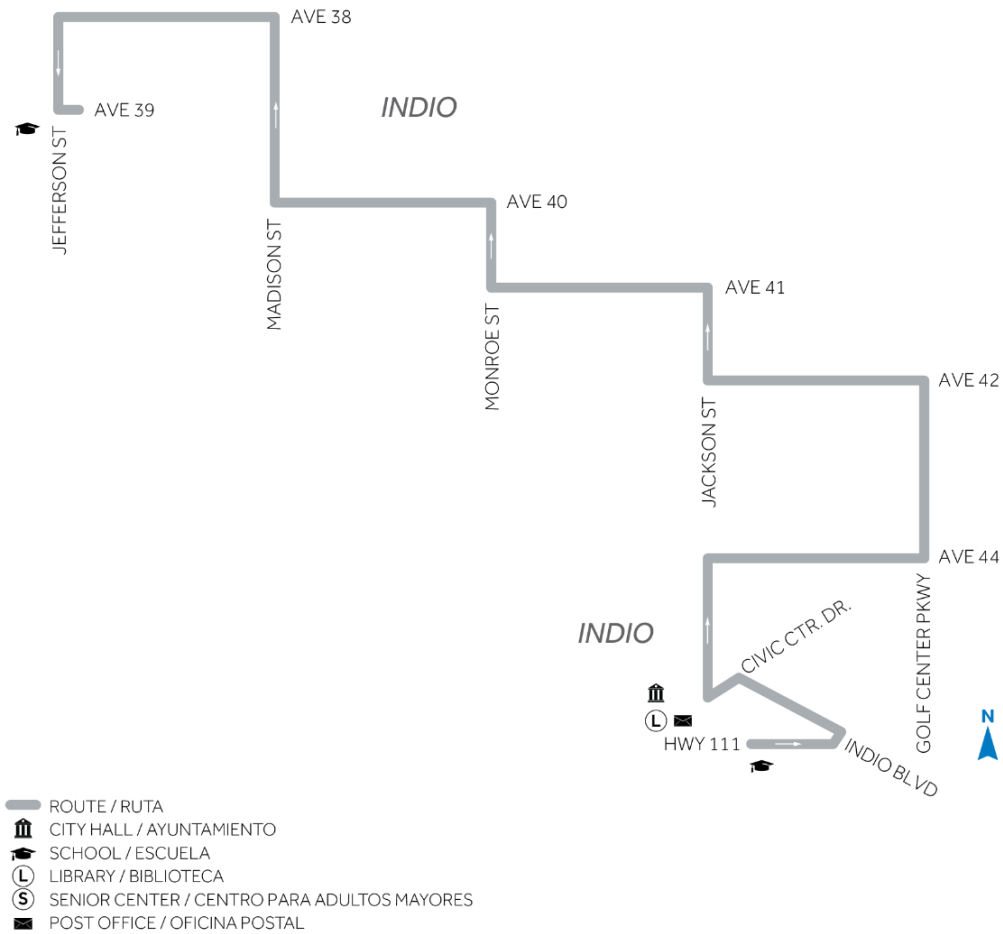 AVE 38
INDIO
AVE 39
JEFFERSON ST
AVE 40
MADISON ST
AVE 41
MONROE ST
AVE 42
JACKSON ST
AVE 44
GOLF CENTER PKWY
CIVIC CTR. DR.
INDIO
L
HWY 111
INDIO BLVD
N
ROUTE / RUTA
CITY HALL / AYUNTAMIENTO
SCHOOL / ESCUELA
L LIBRARY / BIBLIOTECA
S SENIOR CENTER / CENTRO PARA ADULTOS MAYORES
POST OFFICE / OFICINA POSTAL